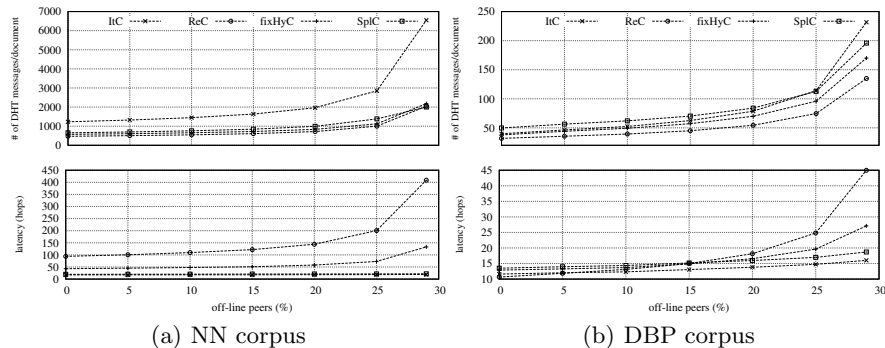 ItC ReC fixHyC SplC
# of DHT messages/document
7000
6000
5000
4000
3000
2000
1000
0
latency (hops)
450
400
350
300
250
200
150
100
50
0
0 5 10 15 20 25 30
off-line peers (%)
(a) NN corpus
ItC ReC fixHyC SplC
# of DHT messages/document
250
200
150
100
50
latency (hops)
45
40
35
30
25
20
15
10
0 5 10 15 20 25 30
off-line peers (%)
(b) DBP corpus